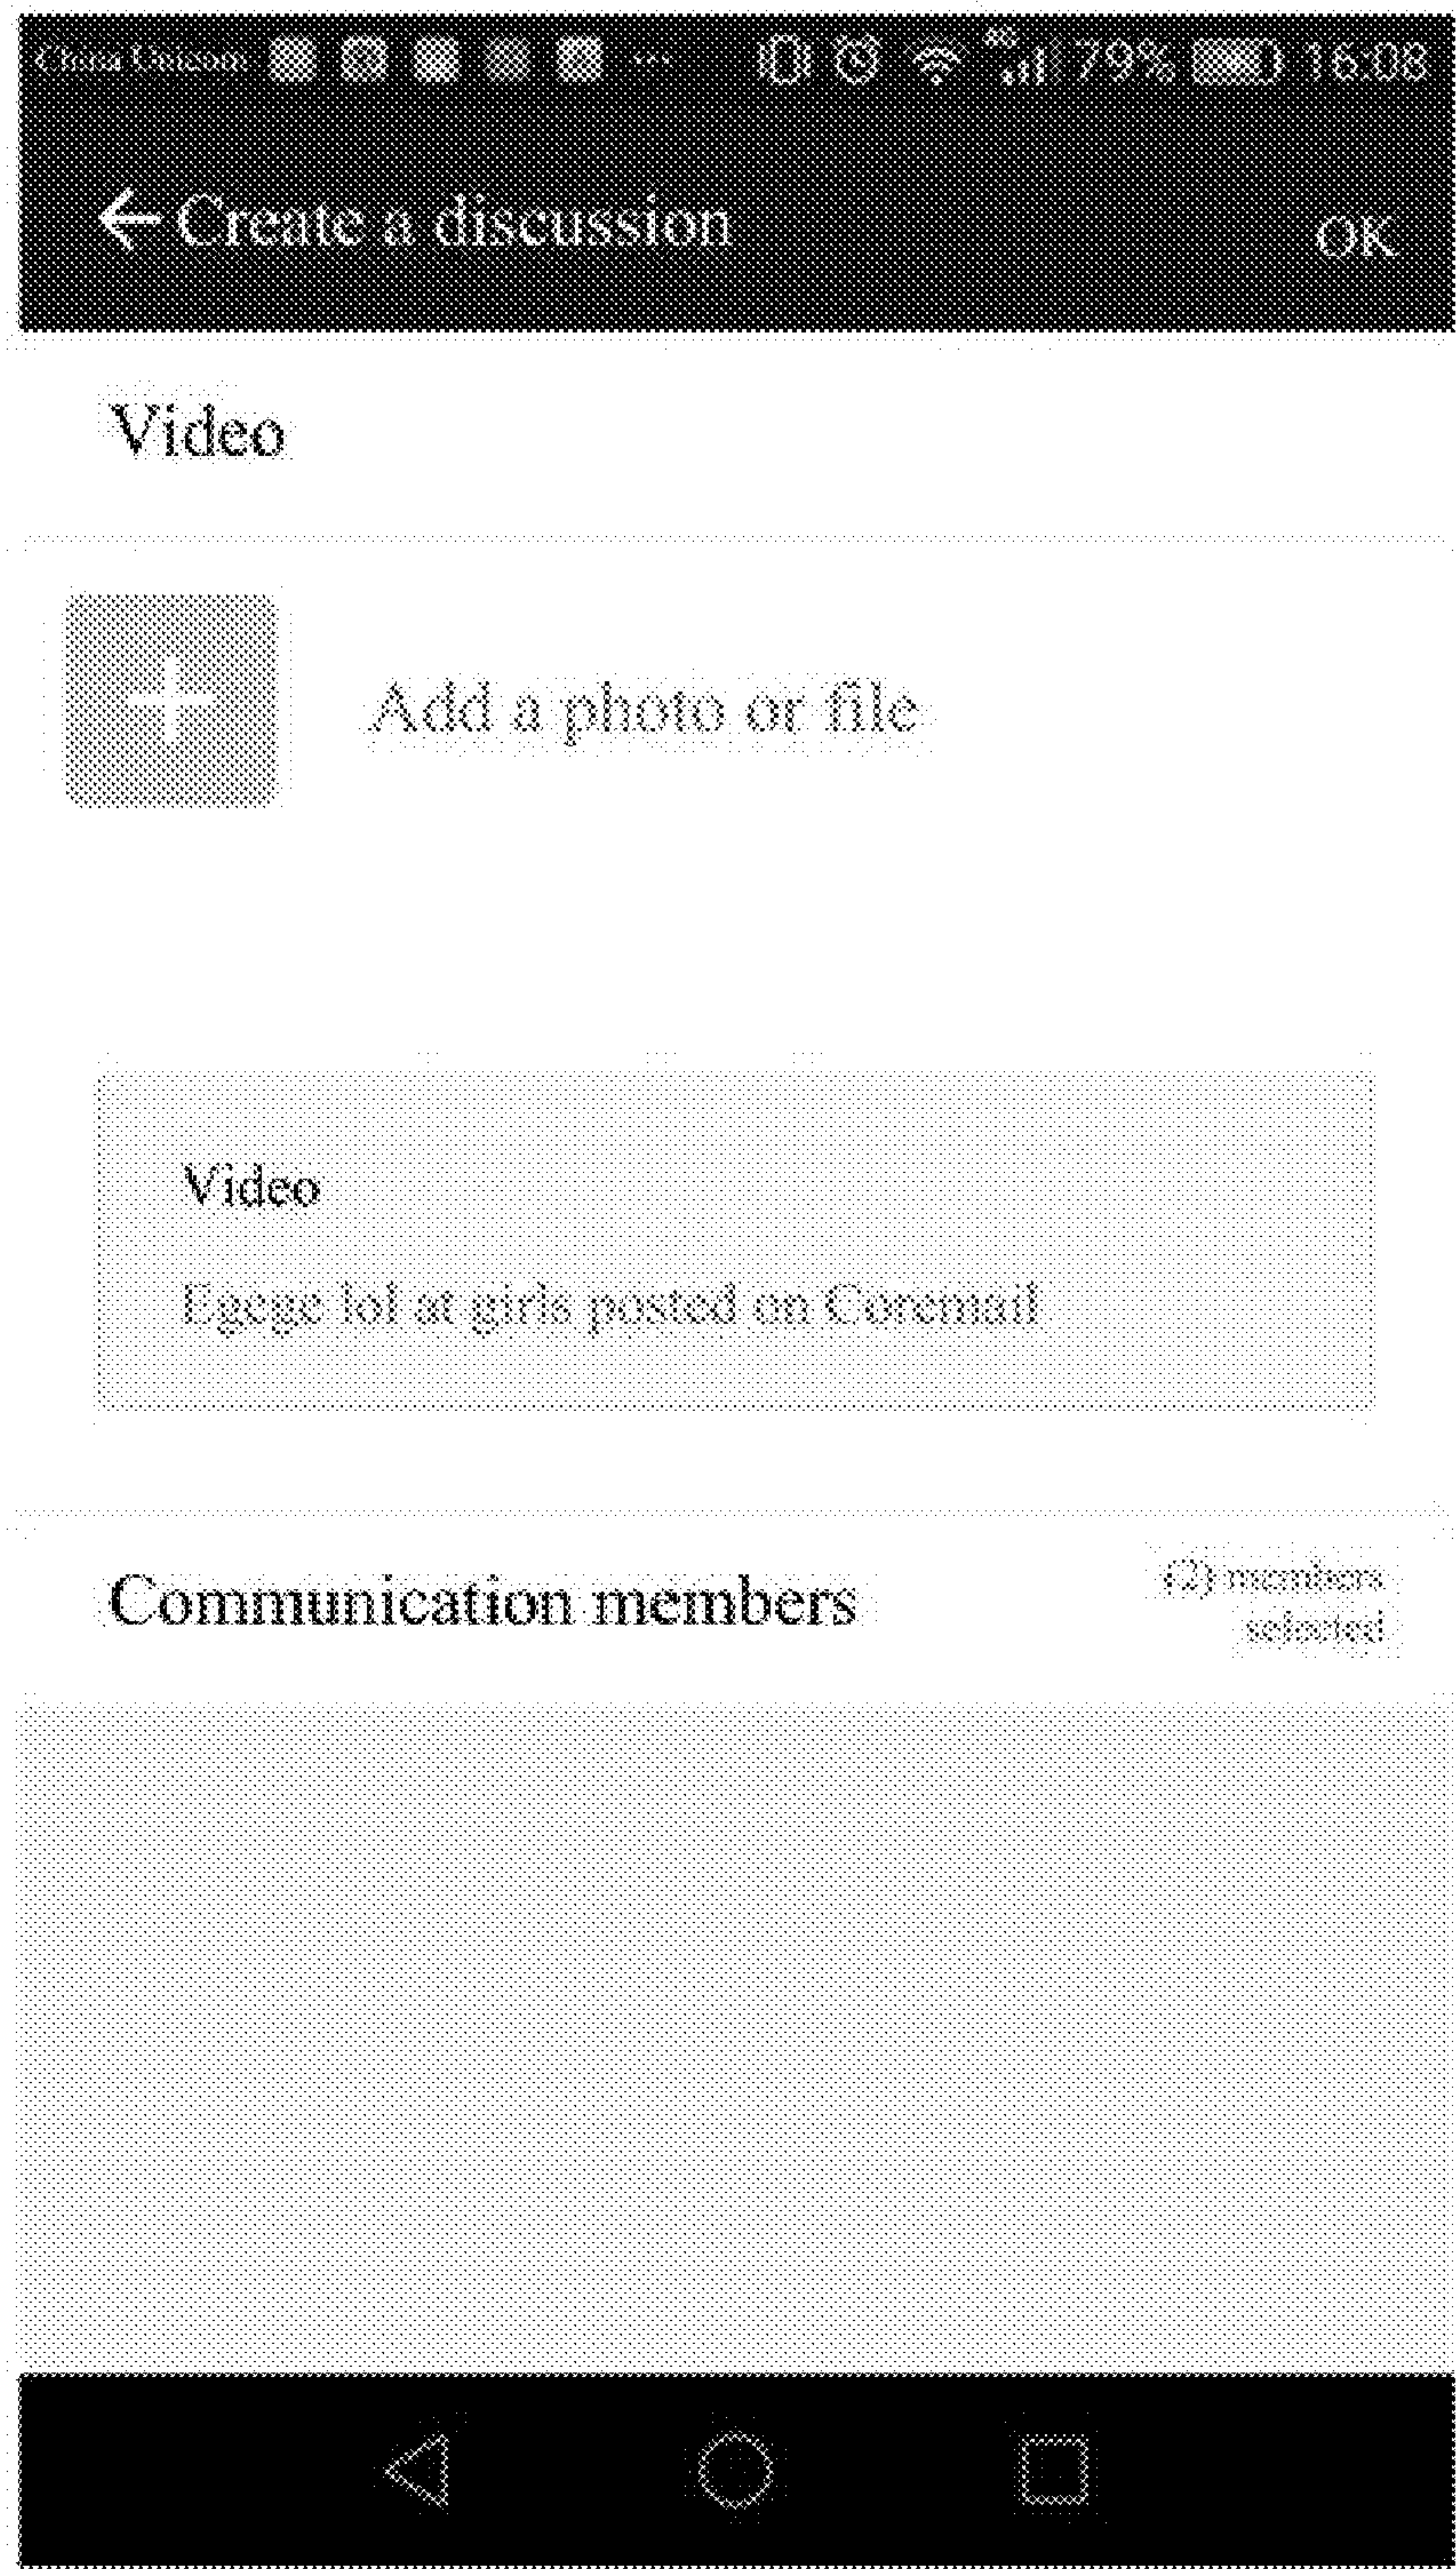 China Unicom ... 4G 79% 16:08
← Create a discussion OK
Video
Add a photo or file
Video
Egege lol at girls posted on Coremail
Communication members
(2) members
selected